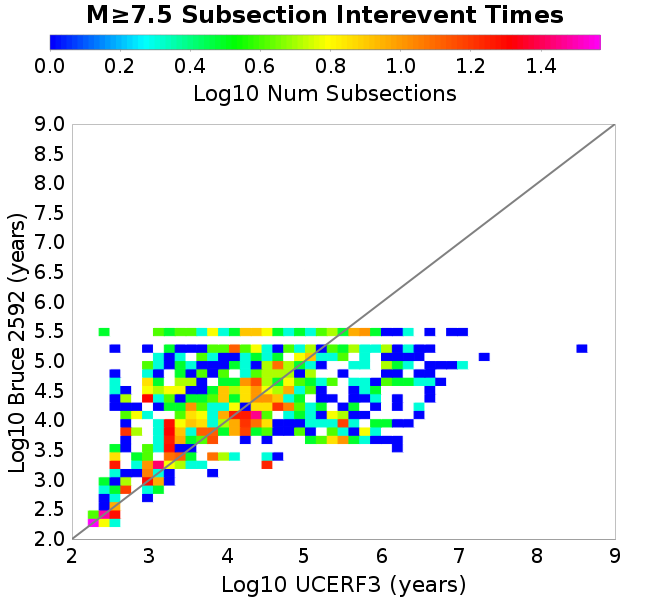 M≥7.5 Subsection Interevent Times
0.0 0.2 0.4 0.6 0.8 1.0 1.2 1.4
Log10 Num Subsections
9.0
8.5
8.0
7.5
7.0
6.5
6.0
5.5
5.0
4.5
4.0
3.5
3.0
2.5
2.0
Log10 Bruce 2592 (years)
2 3 4 5 6 7 8 9
Log10 UCERF3 (years)